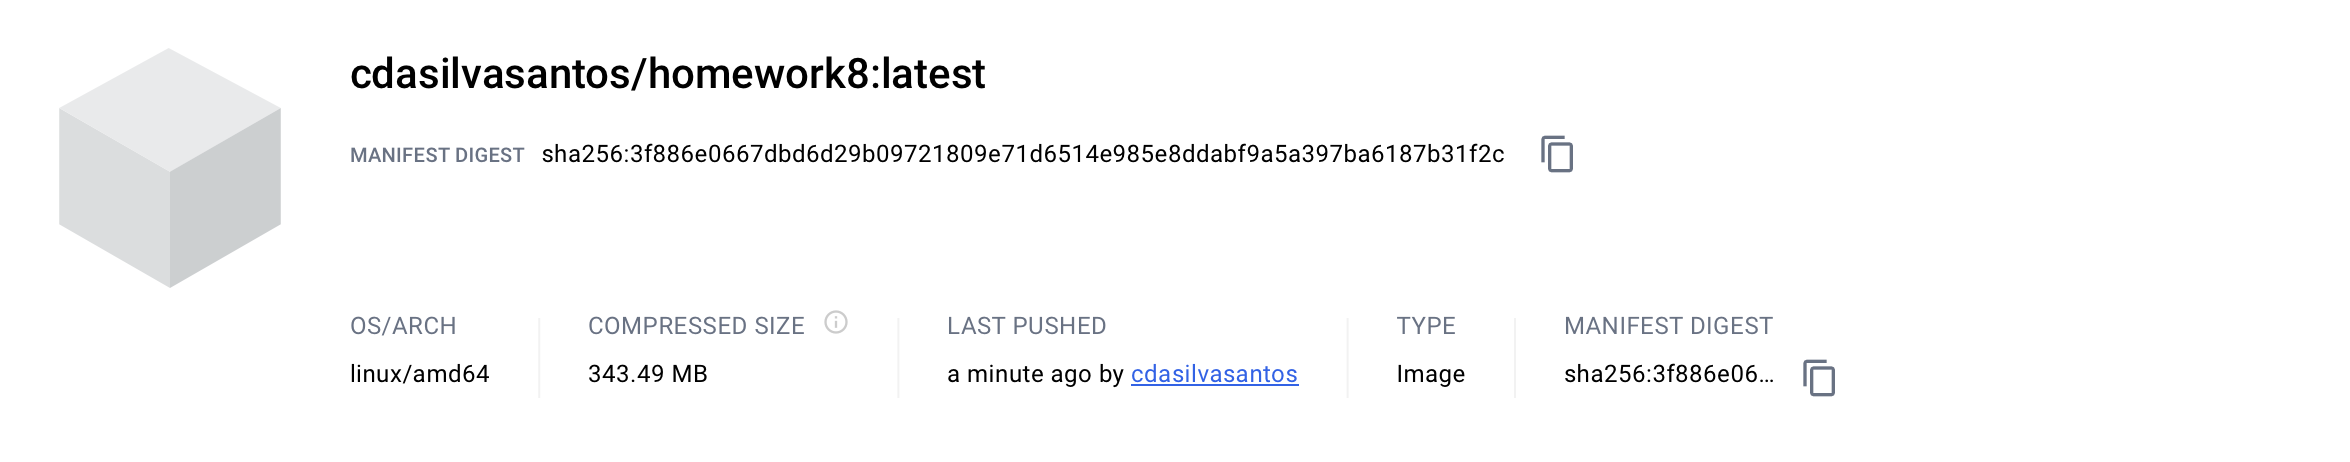 cdasilvasantos/homework8:latest
MANIFEST DIGEST sha256:3f886e0667dbd6d29b09721809e71d6514e985e8ddabf9a5a397ba6187b31f2c
OS/ARCH COMPRESSED SIZE LAST PUSHED TYPE MANIFEST DIGEST
linux/amd64 343.49 MB a minute ago by cdasilvasantos Image sha256:3f886e06...